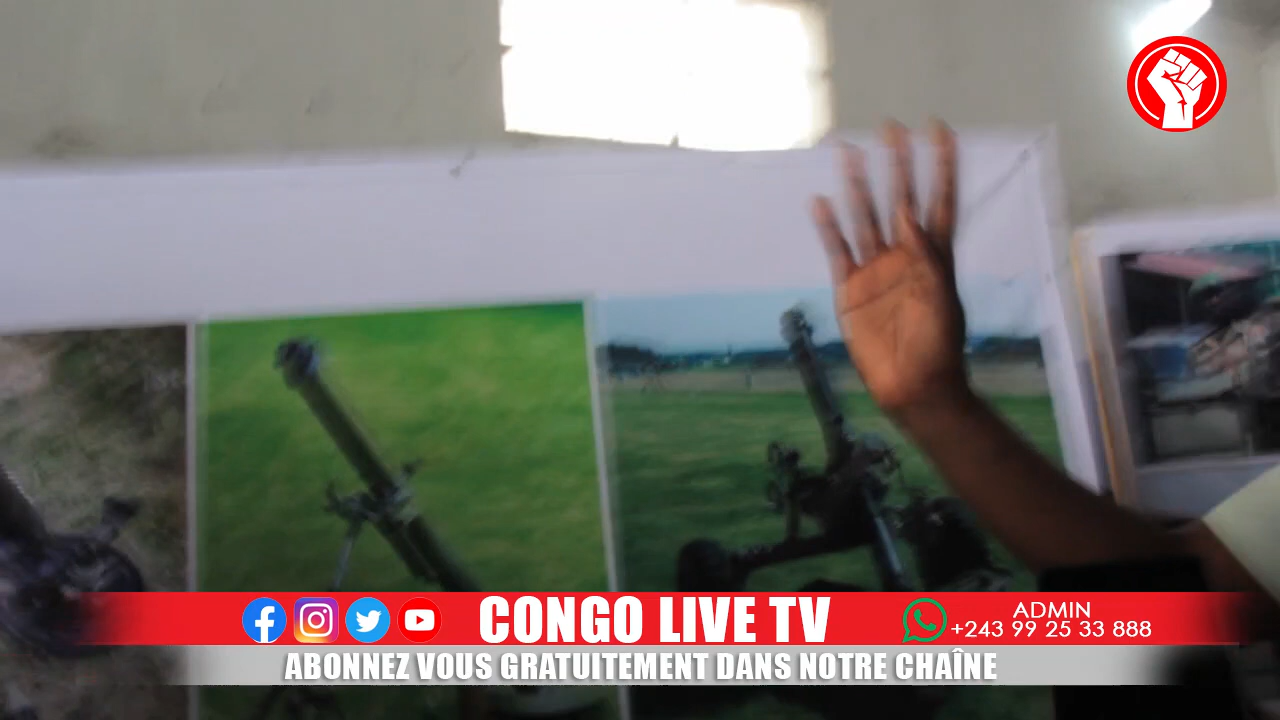 CONGO LIVE TV
ADMIN
+243 99 25 33 888
ABONNEZ VOUS GRATUITEMENT DANS NOTRE CHAÎNE